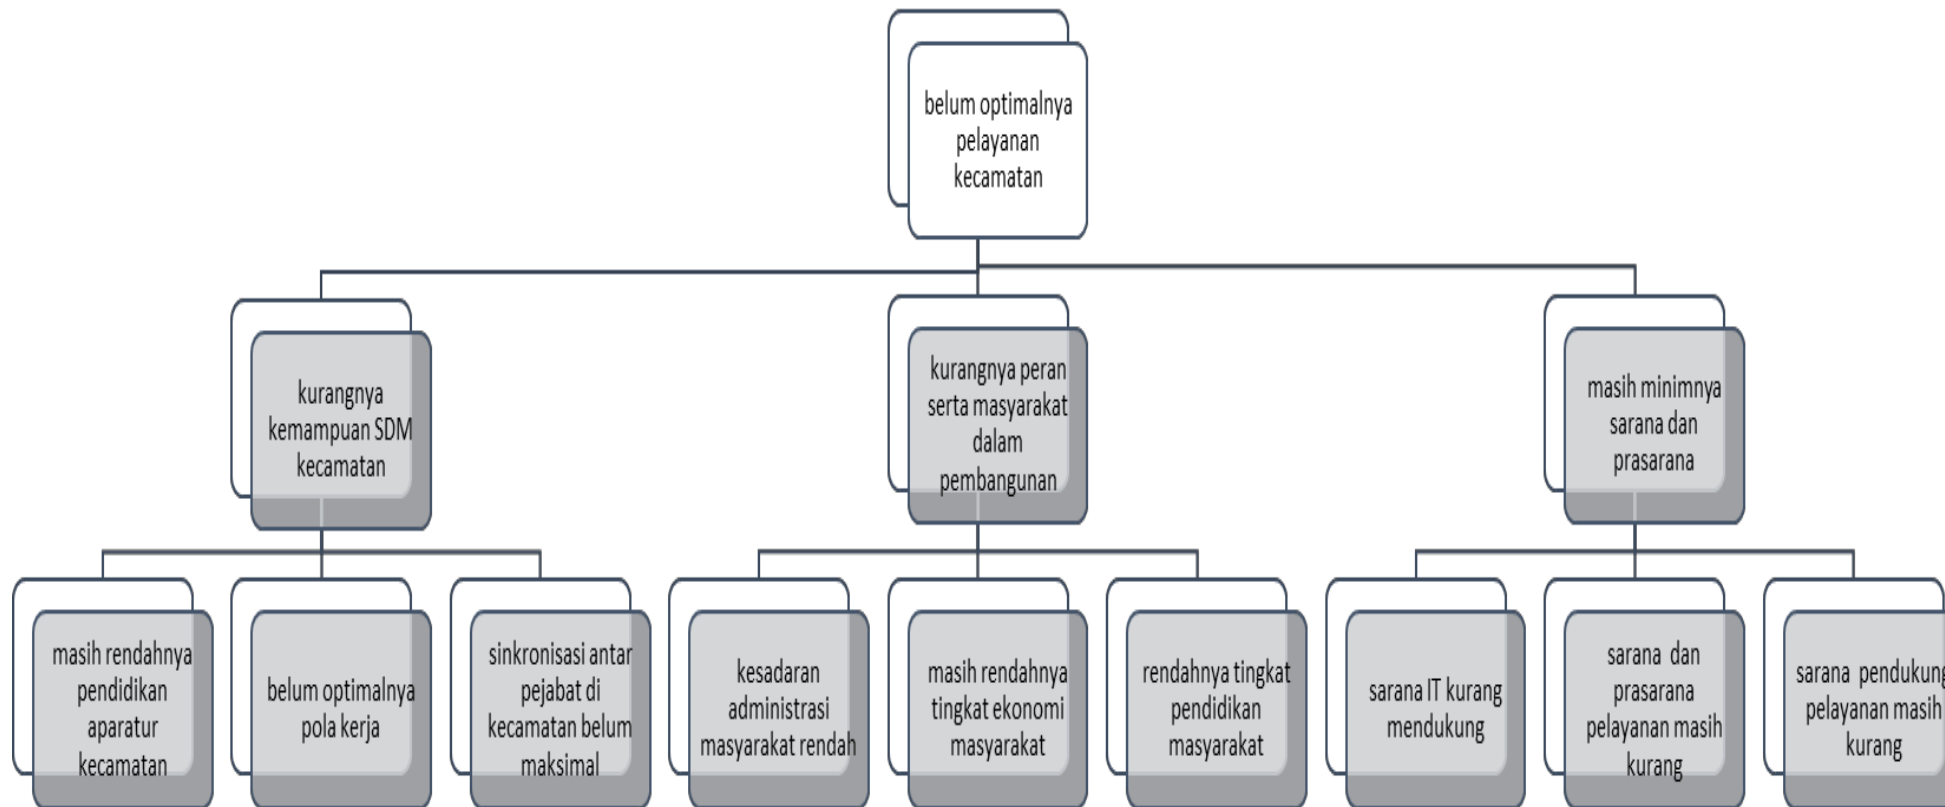 belum optimalnya
pelayanan
kecamatan
kurangnya
kemampuan SDM
kecamatan
kurangnya peran
serta masyarakat
dalam
pembangunan
masih minimnya
sarana dan
prasarana
masih rendahnya
pendidikan
aparatur
kecamatan
belum optimalnya
pola kerja
sinkronisasi antar
pejabat di
kecamatan belum
maksimal
kesadaran
administrasi
masyarakat rendah
masih rendahnya
tingkat ekonomi
masyarakat
rendahnya tingkat
pendidikan
masyarakat
sarana IT kurang
mendukung
sarana dan
prasarana
pelayanan masih
kurang
sarana pendukung
pelayanan masih
kurang